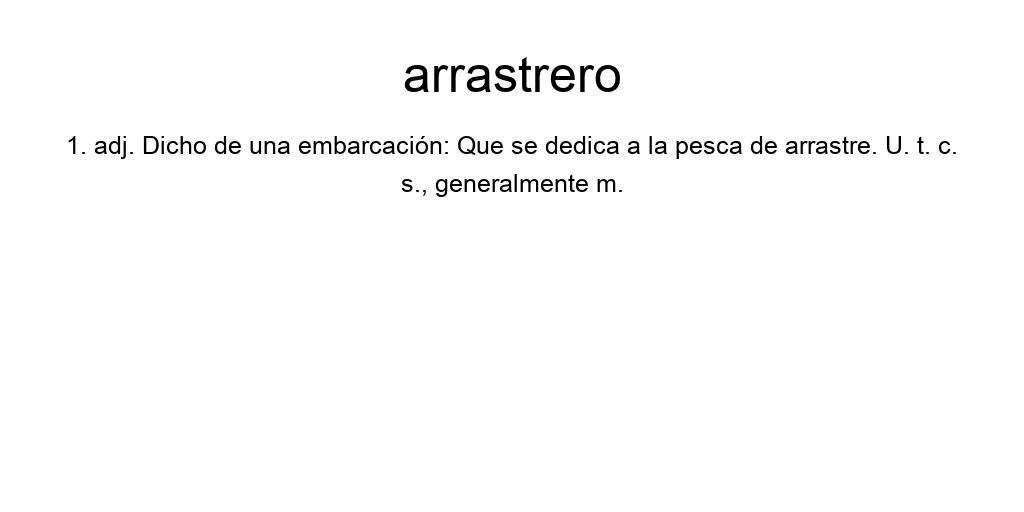 arrastrero
1. adj. Dicho de una embarcación: Que se dedica a la pesca de arrastre. U. t. c.
s., generalmente m.